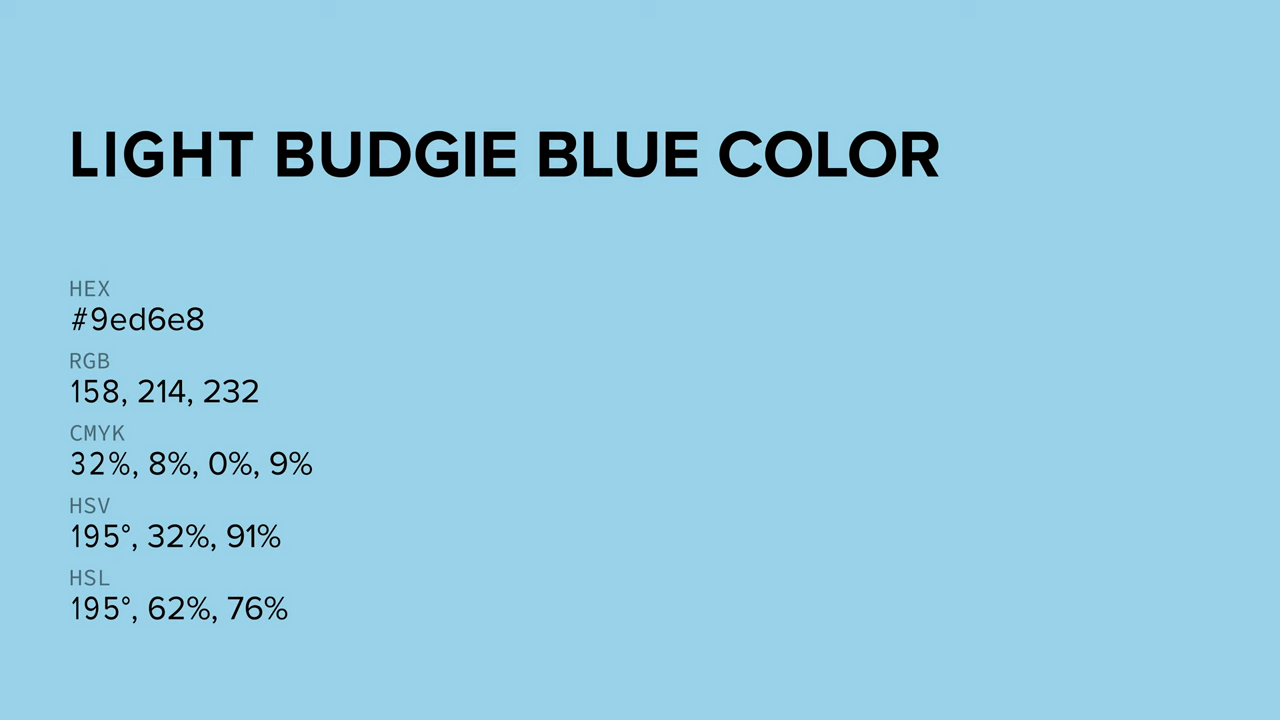 LIGHT BUDGIE BLUE COLOR
HEX
#9ed6e8
RGB
158, 214, 232
CMYK
32%, 8%, 0%, 9%
HSV
195°, 32%, 91%
HSL
195°, 62%, 76%